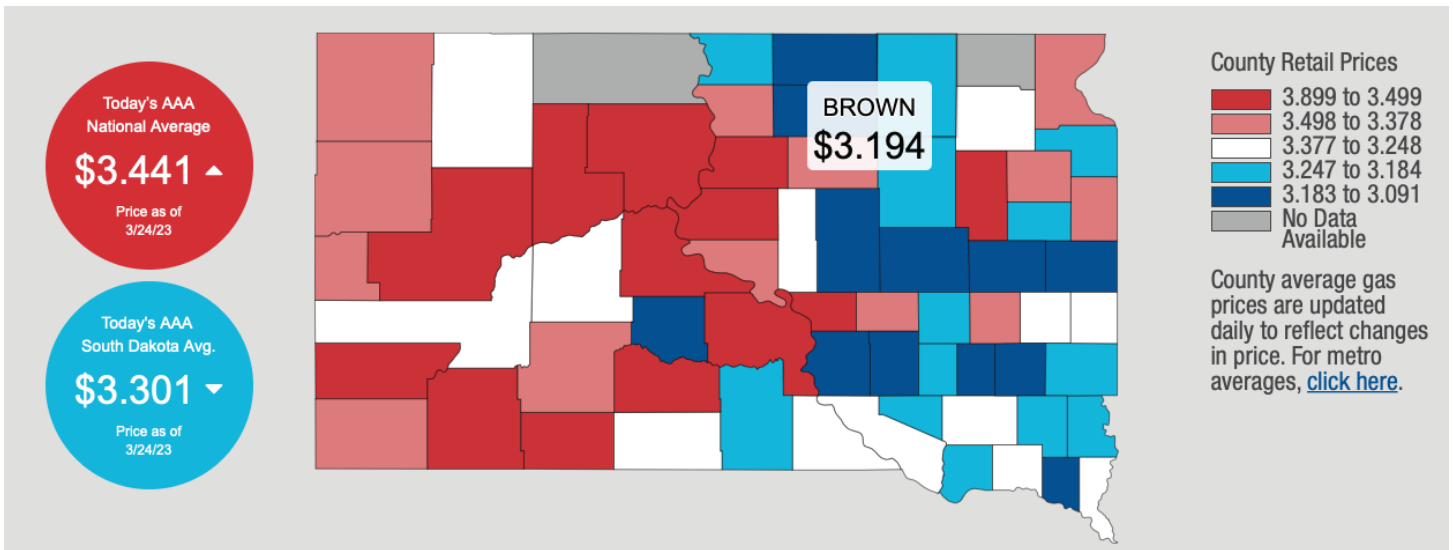 Today's AAA
National Average
$3.441
Price as of
3/24/23
Today's AAA
South Dakota Avg.
$3.301
Price as of
3/24/23
BROWN
$3.194
County Retail Prices
3.899 to 3.499
3.498 to 3.378
3.377 to 3.248
3.247 to 3.184
3.183 to 3.091
No Data
Available
County average gas
prices are updated
daily to reflect changes
in price. For metro
averages, click here.